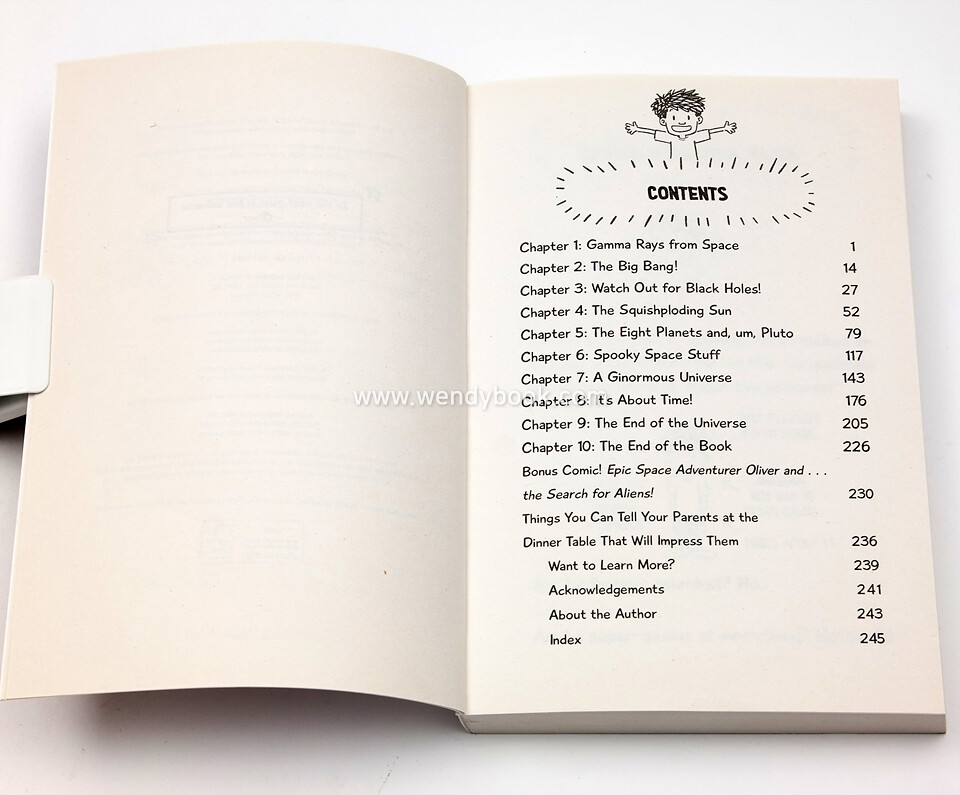 CONTENTS
Chapter 1: Gamma Rays from Space 1
Chapter 2: The Big Bang! 14
Chapter 3: Watch Out for Black Holes! 27
Chapter 4: The Squishploding Sun 52
Chapter 5: The Eight Planets and, um, Pluto 79
Chapter 6: Spooky Space Stuff 117
Chapter 7: A Ginormous Universe 143
www.wendybook.com
Chapter 8: It's About Time! 176
Chapter 9: The End of the Universe 205
Chapter 10: The End of the Book 226
Bonus Comic! Epic Space Adventurer Oliver and . . .
the Search for Aliens! 230
Things You Can Tell Your Parents at the
Dinner Table That Will Impress Them 236
Want to Learn More? 239
Acknowledgements 241
About the Author 243
Index 245